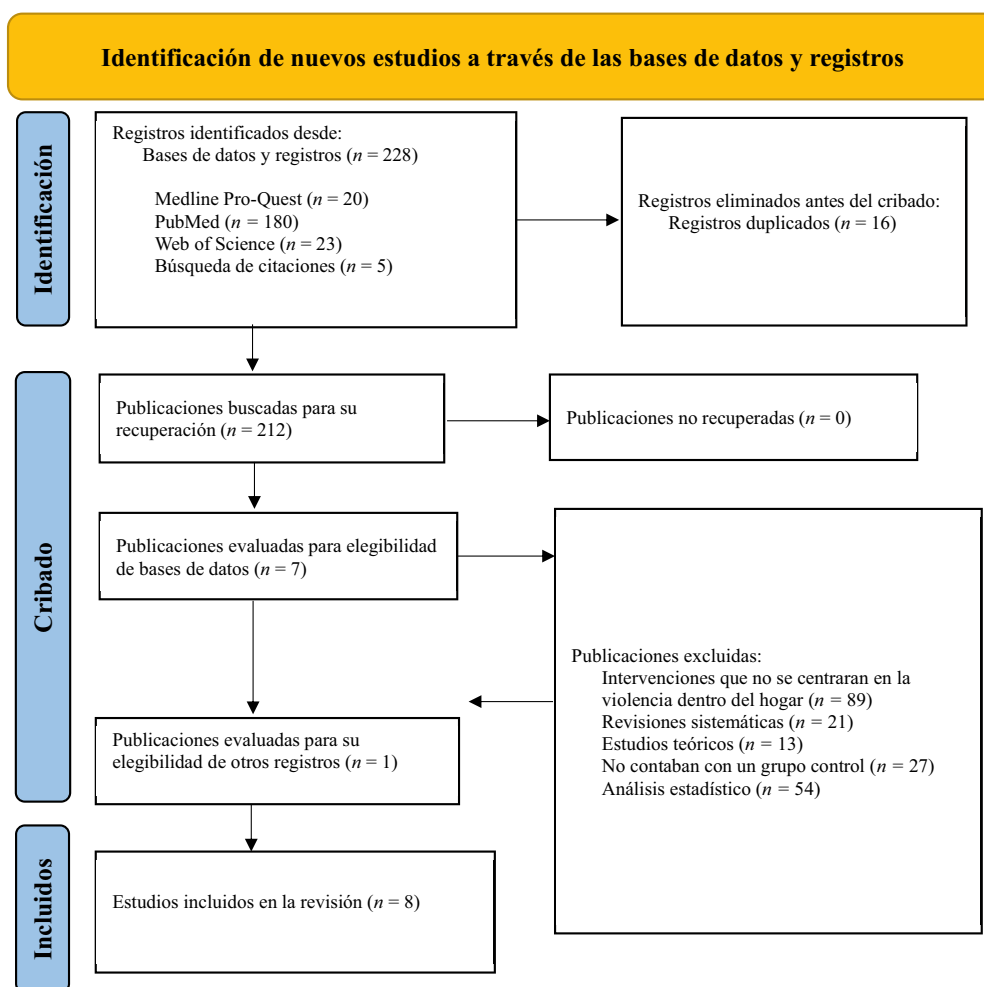 Identificación de nuevos estudios a través de las bases de datos y registros
Identificación
Registros identificados desde:
Bases de datos y registros (n = 228)
Medline Pro-Quest (n = 20)
PubMed (n = 180)
Web of Science (n = 23)
Búsqueda de citaciones (n = 5)
Registros eliminados antes del cribado:
Registros duplicados (n = 16)
Cribado
Publicaciones buscadas para su
recuperación (n = 212)
Publicaciones no recuperadas (n = 0)
Publicaciones evaluadas para elegibilidad
de bases de datos (n = 7)
Publicaciones excluidas:
Intervenciones que no se centraran en la
violencia dentro del hogar (n = 89)
Revisiones sistemáticas (n = 21)
Estudios teóricos (n = 13)
No contaban con un grupo control (n = 27)
Análisis estadístico (n = 54)
Publicaciones evaluadas para su
elegibilidad de otros registros (n = 1)
Incluidos
Estudios incluidos en la revisión (n = 8)